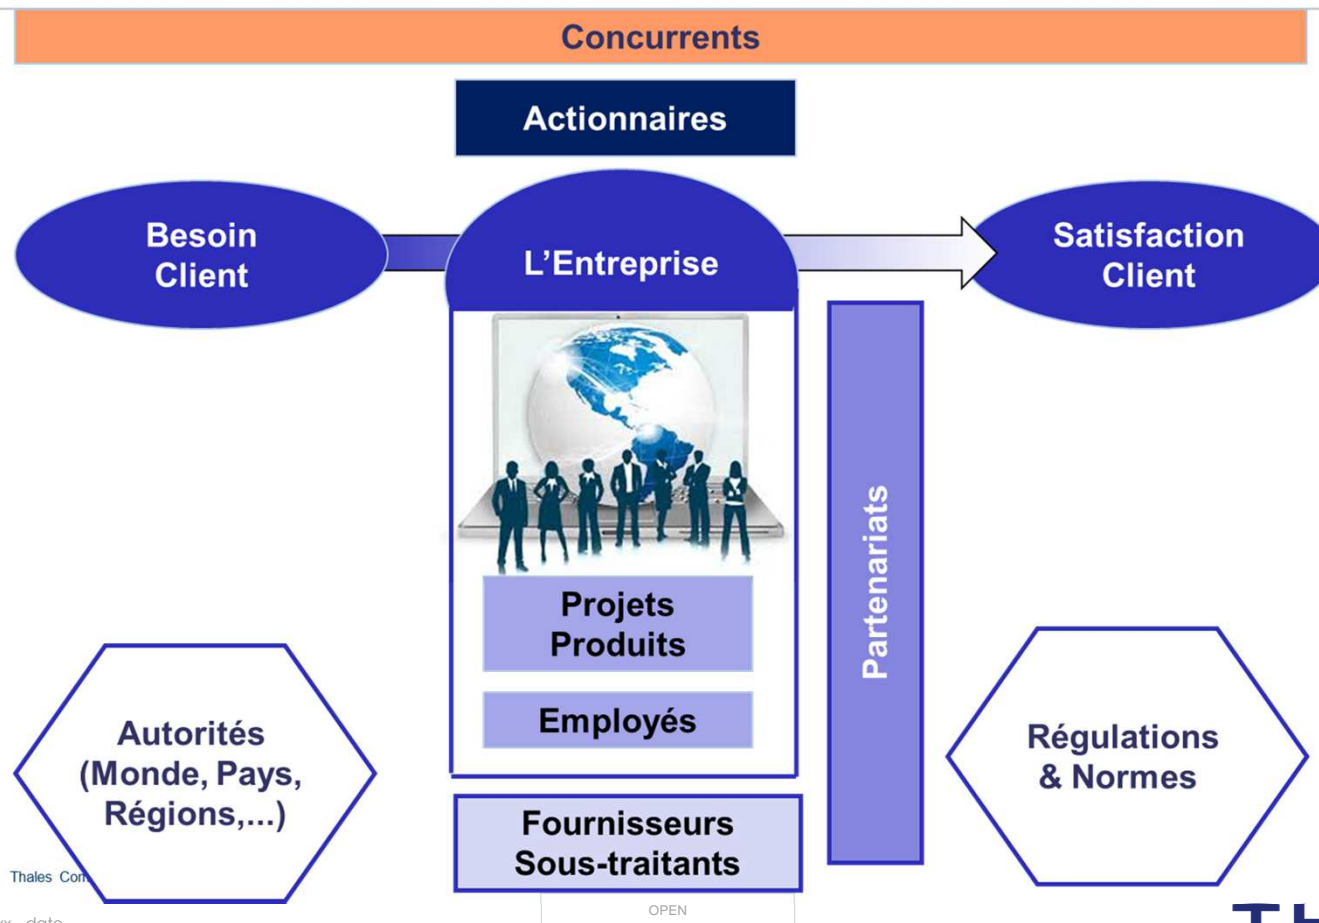 Concurrents
Actionnaires
Besoin
Client
L'Entreprise
Satisfaction
Client
Projets
Produits
Employés
Partenariats
Autorités
(Monde, Pays,
Régions,...)
Régulations
& Normes
Fournisseurs
Sous-traitants
Thales
OPEN